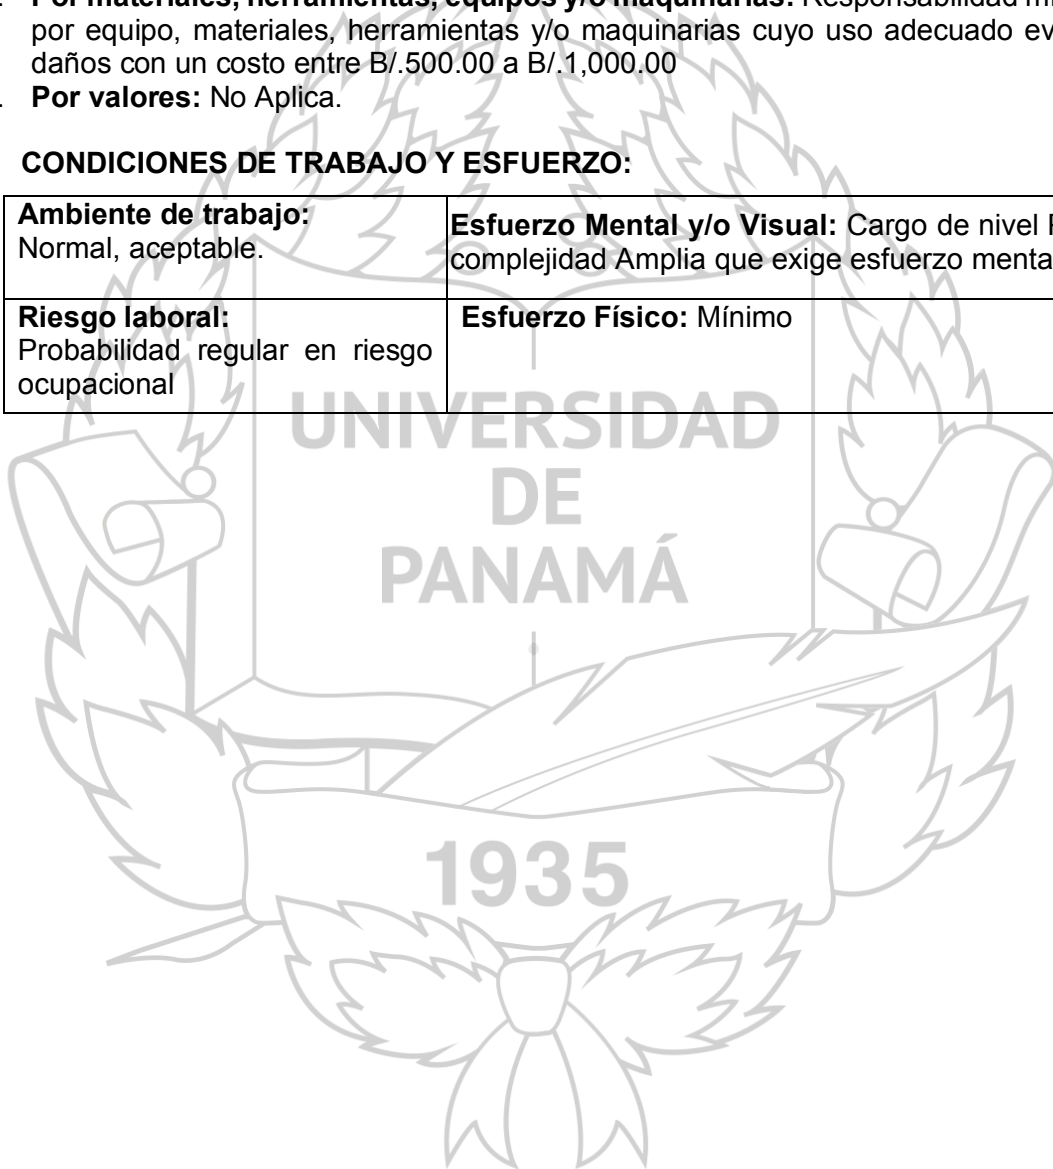 Por materiales, herramientas, equipos y/o maquinarias: Responsabilidad
por equipo, materiales, herramientas y/o maquinarias cuyo uso adecuado
daños con un costo entre B/.500.00 a B/.1,000.00
Por valores: No Aplica.
CONDICIONES DE TRABAJO Y ESFUERZO:
Ambiente de trabajo:
Normal, aceptable.
Esfuerzo Mental y/o Visual: Cargo de nivel
complejidad Amplia que exige esfuerzo
Riesgo laboral:
Probabilidad regular en riesgo
ocupacional
Esfuerzo Físico: Mínimo
UNIVERSIDAD
DE
PANAMÁ
1935